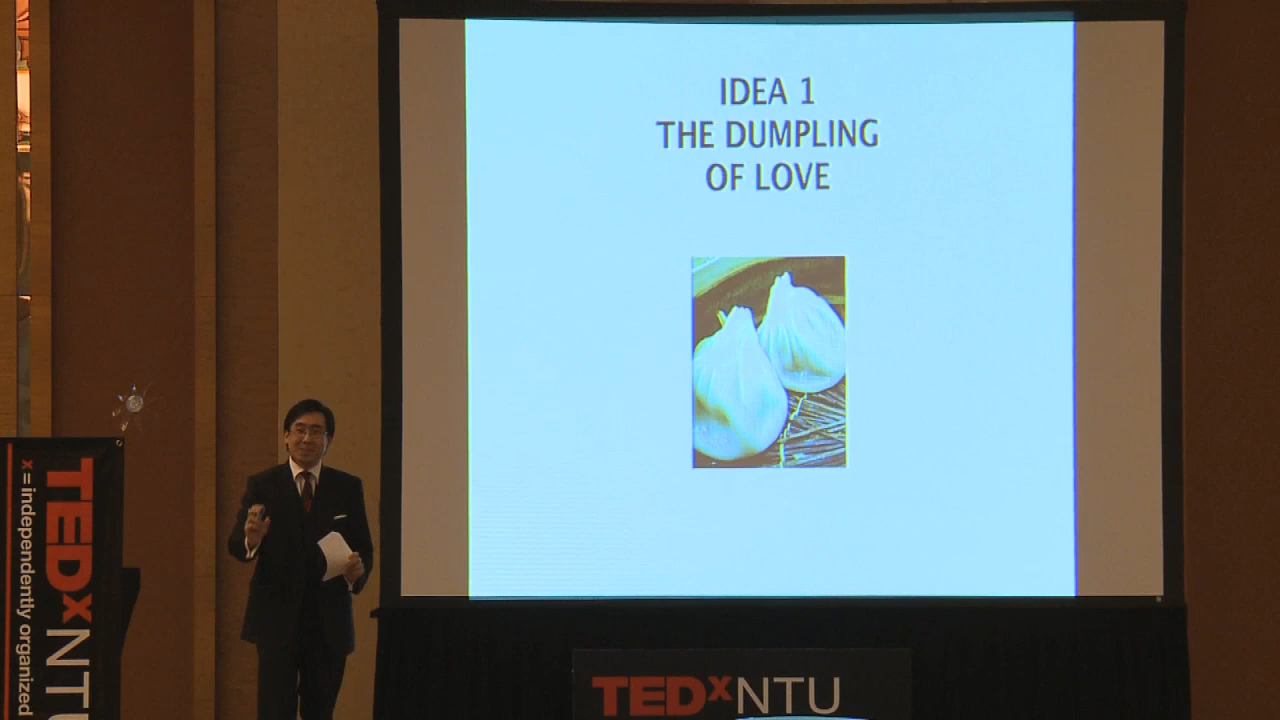 IDEA 1
THE DUMPLING
OF LOVE
TEDxNTU
x = independently organized
TEDxNTU